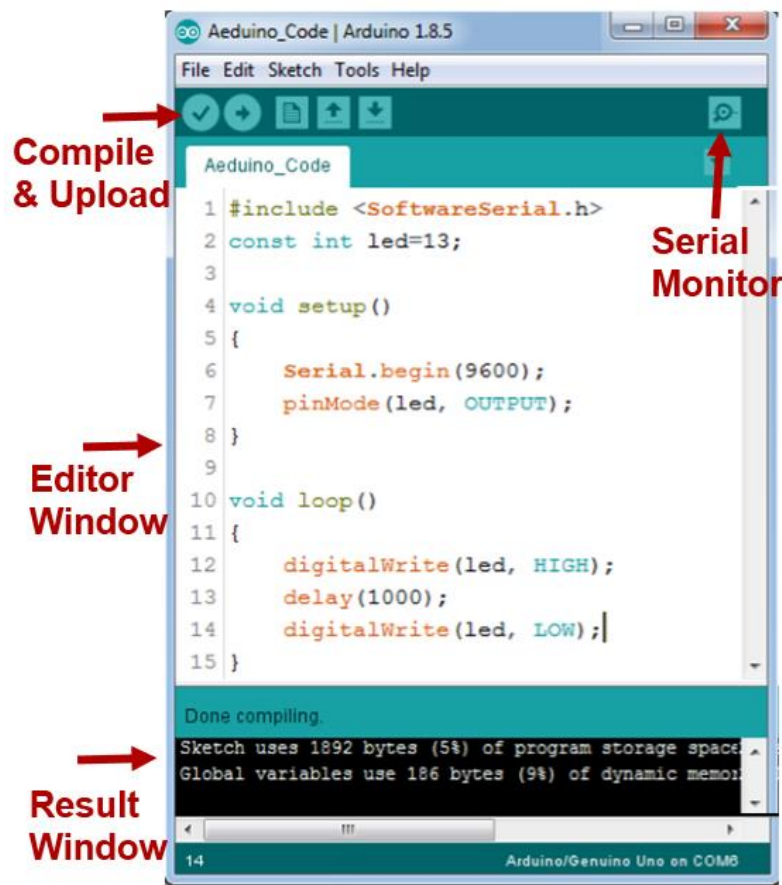 Aeduino_Code | Arduino 1.8.5
File Edit Sketch Tools Help
Compile
& Upload
Aeduino_Code
Serial
Monitor
1 #include <SoftwareSerial.h>
2 const int led=13;
3
4 void setup()
5 {
6 Serial.begin(9600);
7 pinMode(led, OUTPUT);
8 }
9
10 void loop()
11 {
12 digitalWrite(led, HIGH);
13 delay(1000);
14 digitalWrite(led, LOW);
15 }
Editor
Window
Done compiling.
Sketch uses 1892 bytes (5%) of program storage space
Global variables use 186 bytes (9%) of dynamic
Result
Window
14
Arduino/Genuino Uno on COM6